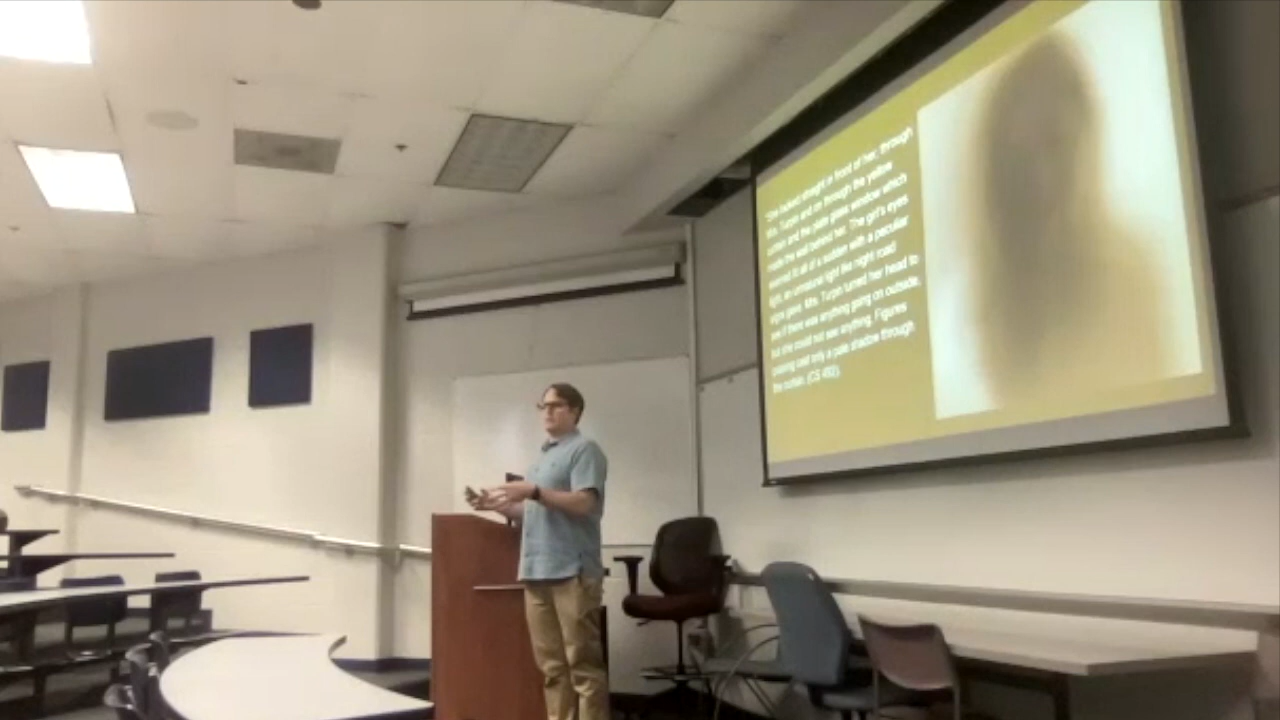 "She looked straight in front of her, through
Mrs. Turpin and on through the yellow
curtain and the plate glass window which
made the wall behind her. The girl's eyes
seemed lit all of a sudden with a peculiar
light, an unnatural light like night road
signs give. Mrs. Turpin turned her head to
see if there was anything going on outside,
but she could not see anything. Figures
passing cast only a pale shadow through
the curtain. (CS